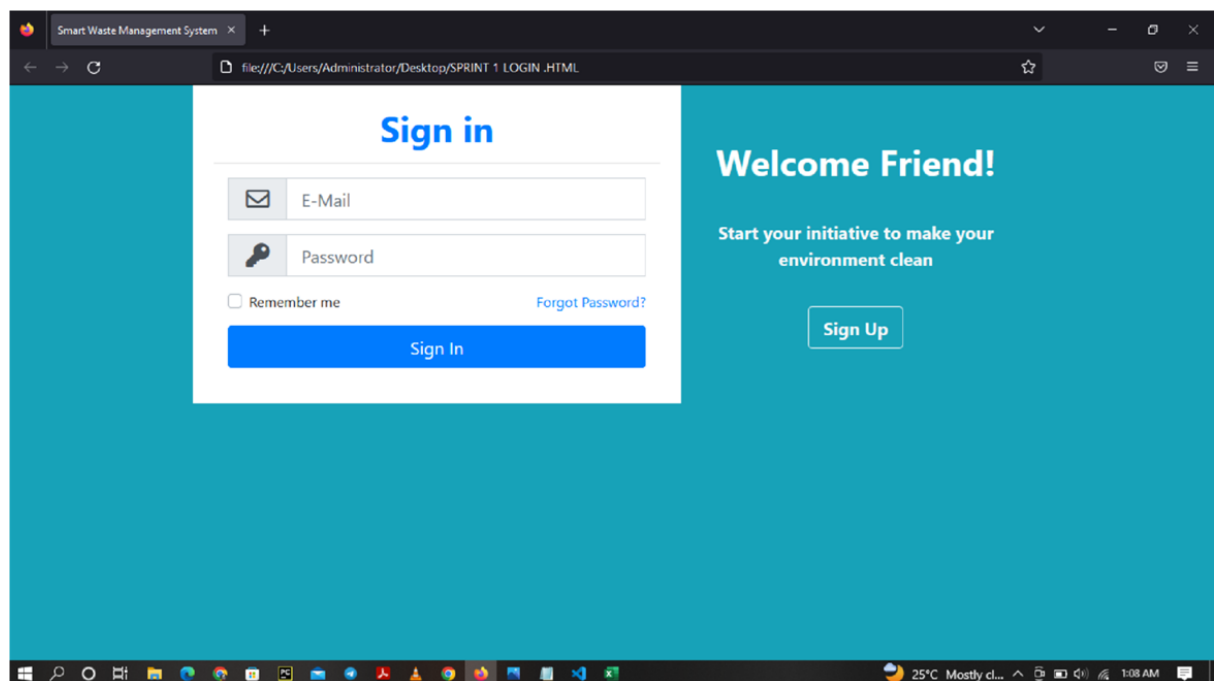 Smart Waste Management System
file:///C:/Users/Administrator/Desktop/SPRINT 1 LOGIN .HTML
Sign in
E-Mail
Password
Remember me
Forgot Password?
Sign In
Welcome Friend!
Start your initiative to make your
environment clean
Sign Up
PC
25°C Mostly cl...
1:08 AM